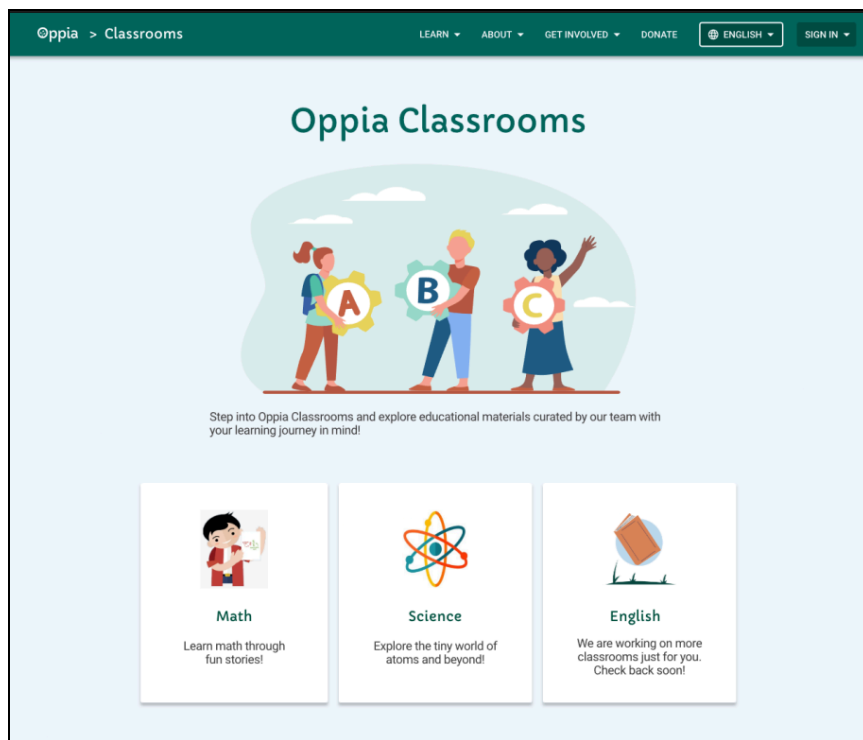 Oppia > Classrooms
LEARN ABOUT GET INVOLVED DONATE ENGLISH SIGN IN
Oppia Classrooms
A B C
Step into Oppia Classrooms and explore educational materials curated by our team with
your learning journey in mind!
Math
Learn math through
fun stories!
Science
Explore the tiny world of
atoms and beyond!
English
We are working on more
classrooms just for you.
Check back soon!